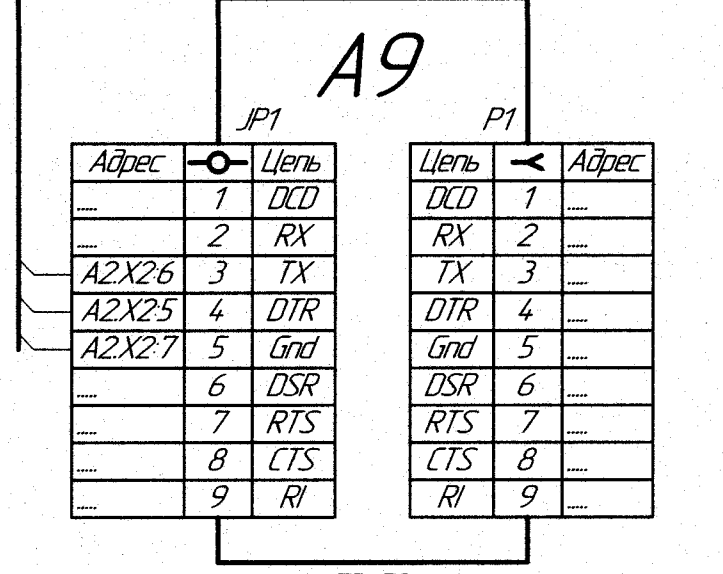 A9
JP1 P1
Адрес Цепь Цепь Адрес
..... 1 DCD DCD 1 .....
..... 2 RX RX 2 .....
A2.X2:6 3 TX TX 3 .....
A2.X2:5 4 DTR DTR 4 .....
A2.X2:7 5 Gnd Gnd 5 .....
..... 6 DSR DSR 6 .....
..... 7 RTS RTS 7 .....
..... 8 CTS CTS 8 .....
..... 9 RI RI 9 .....